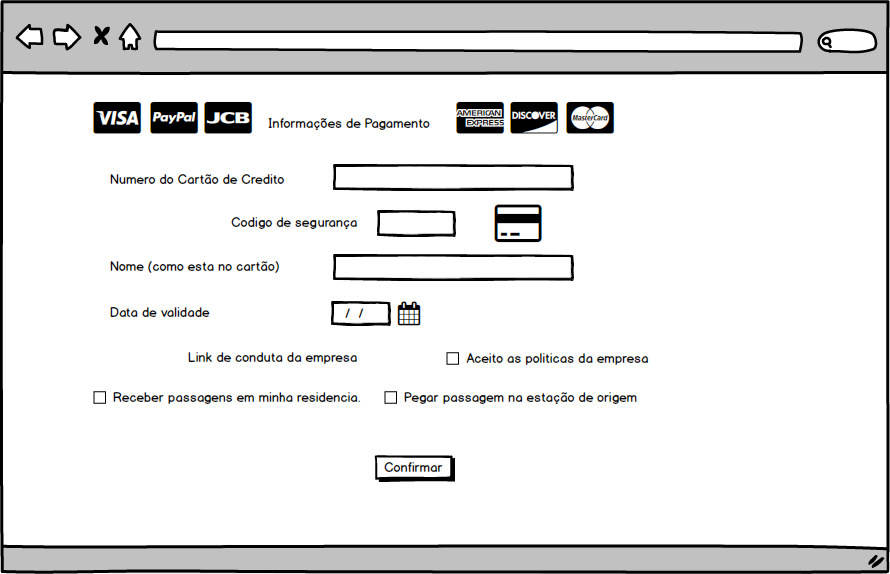 VISA PayPal JCB Informações de Pagamento AMERICAN EXPRESS DISCOVER MasterCard
Numero do Cartão de Credito
Codigo de segurança
Nome (como esta no cartão)
Data de validade / /
Link de conduta da empresa Aceito as politicas da empresa
Receber passagens em minha residencia. Pegar passagem na estação de origem
Confirmar